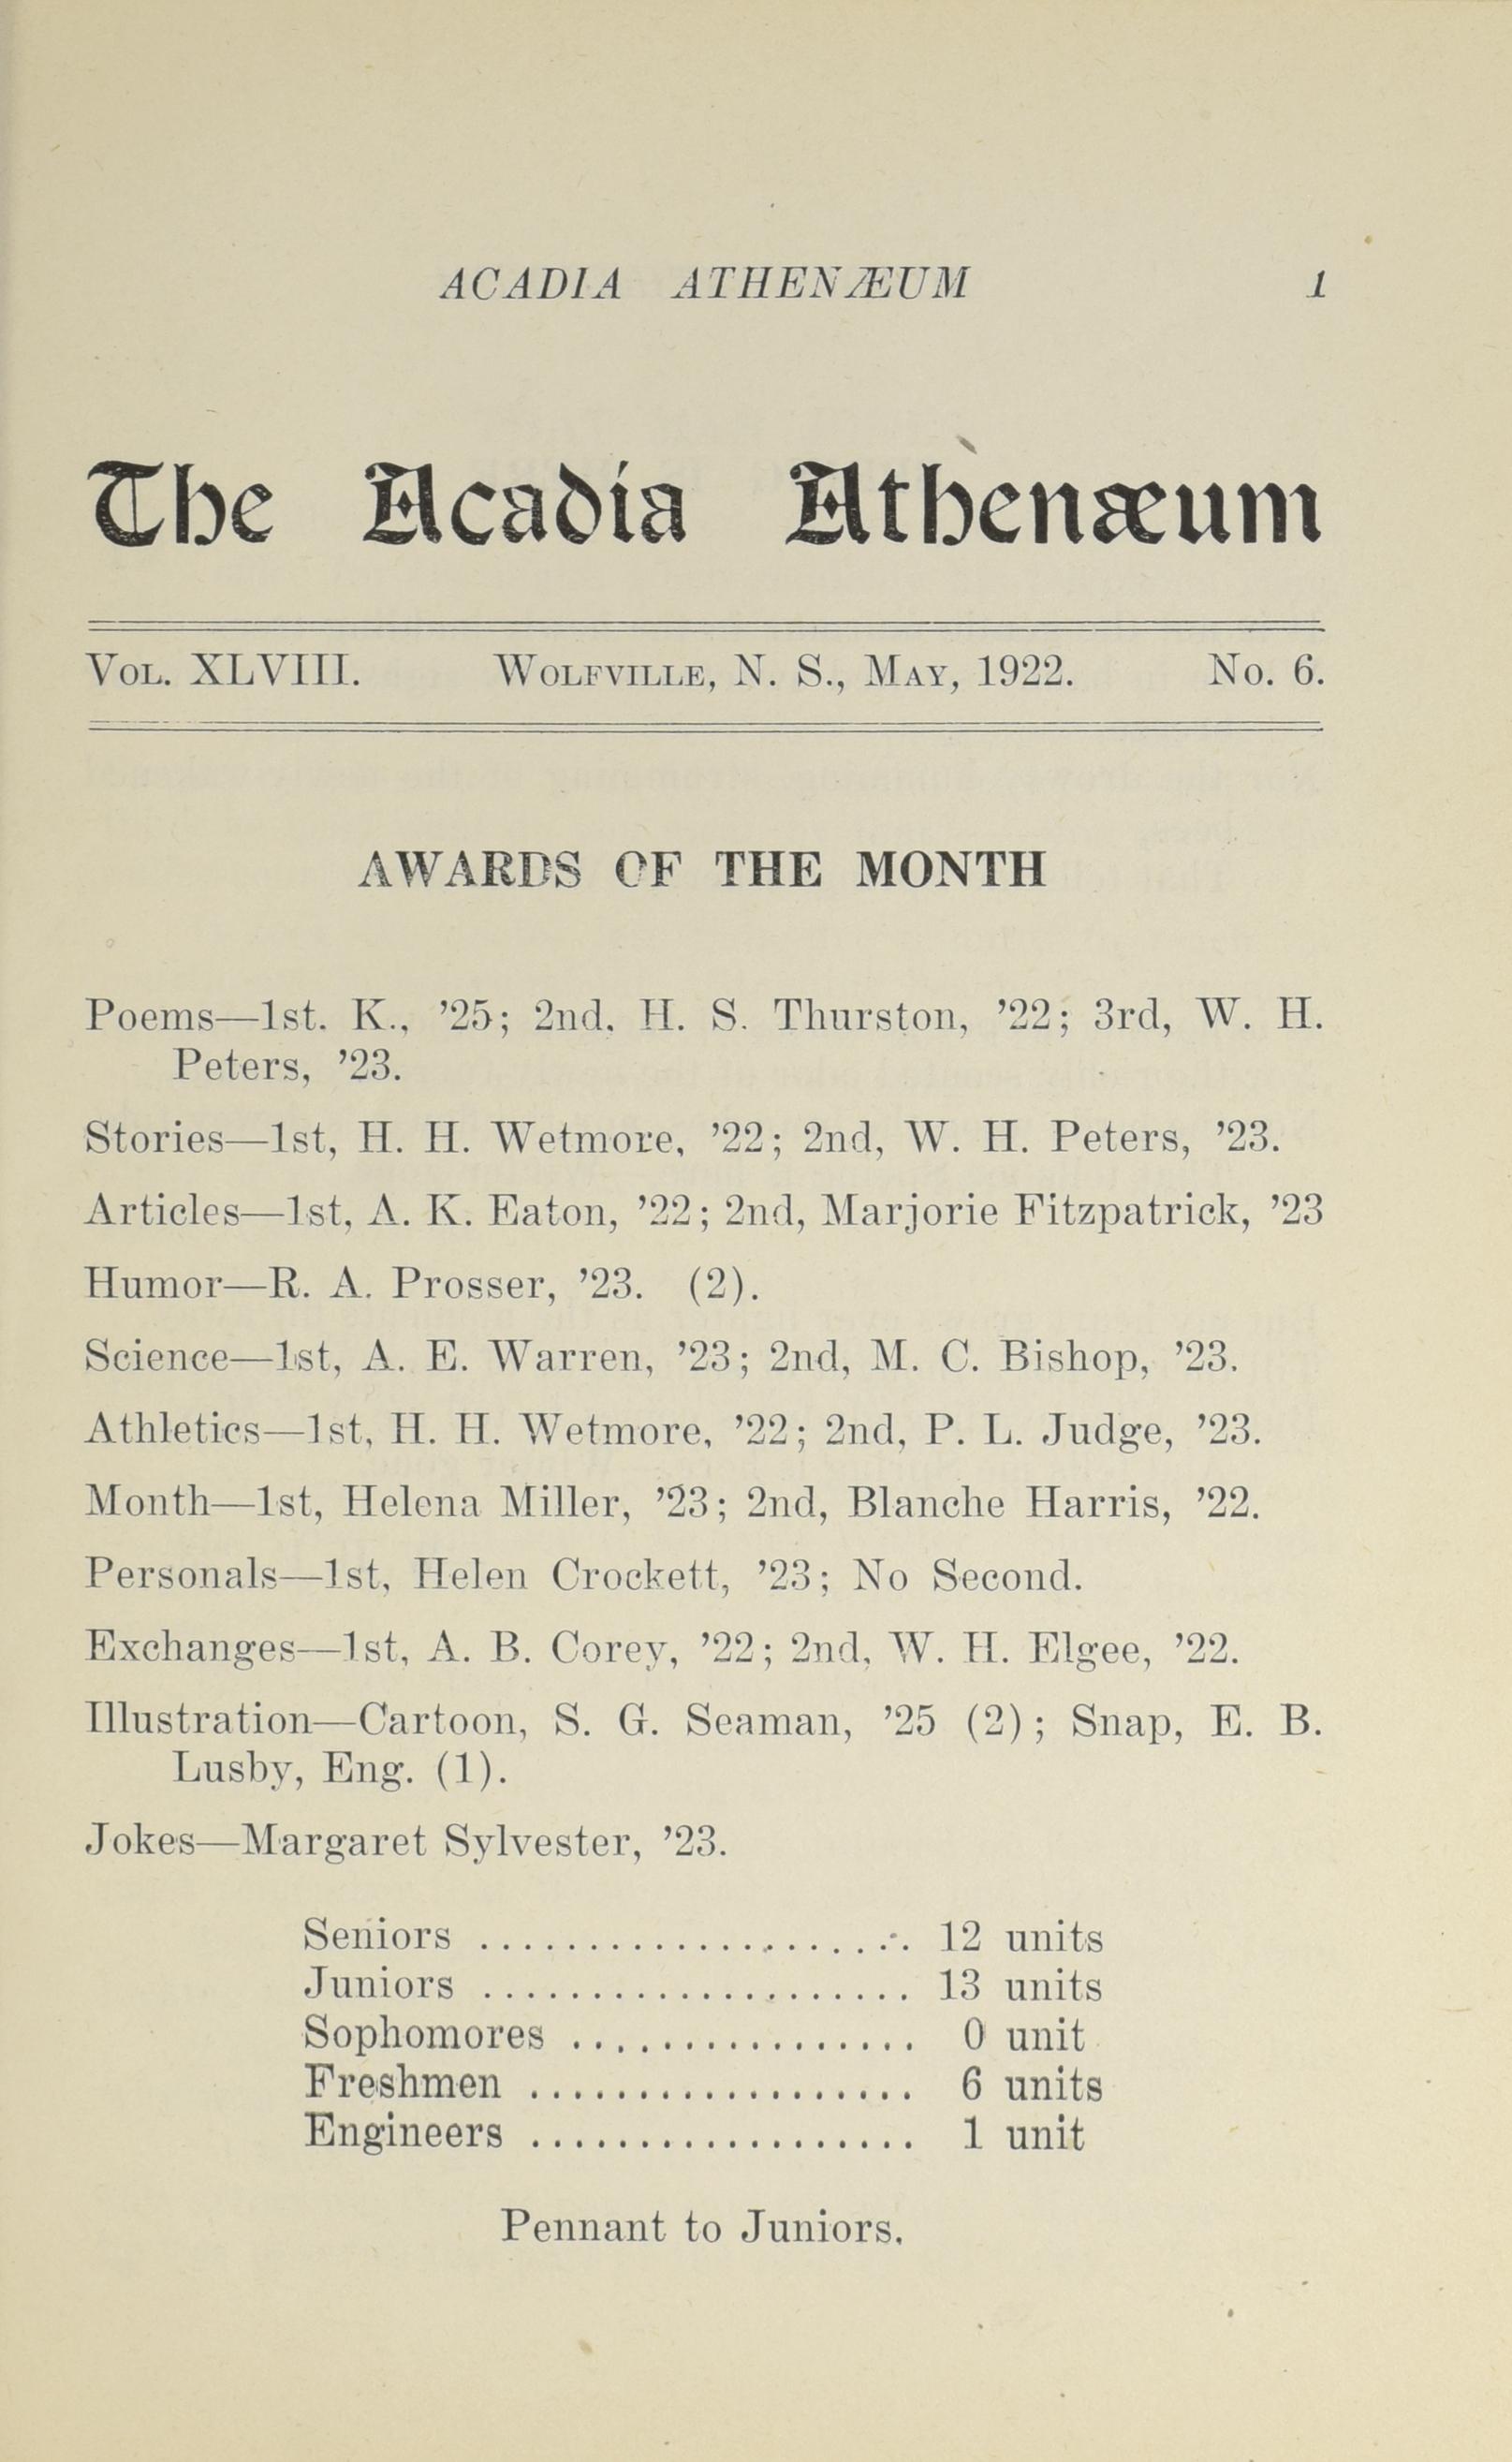 ACADIA ATHENÆUM 1
The Acadia Athenæum
Vol. XLVIII. Wolfville, N. S., May, 1922. No. 6.
AWARDS OF THE MONTH
Poems—1st. K., ’25; 2nd, H. S. Thurston, ’22; 3rd, W. H.
Peters, ’23.
Stories—1st, H. H. Wetmore, ’22; 2nd, W. H. Peters, ’23.
Articles—1st, A. K. Eaton, ’22; 2nd, Marjorie Fitzpatrick, ’23
Humor—R. A. Prosser, ’23. (2).
Science—1st, A. E. Warren, ’23; 2nd, M. C. Bishop, ’23.
Athletics—1st, H. H. Wetmore, ’22; 2nd, P. L. Judge, ’23.
Month—1st, Helena Miller, ’23; 2nd, Blanche Harris, ’22.
Personals—1st, Helen Crockett, ’23; No Second.
Exchanges—1st, A. B. Corey, ’22; 2nd, W. H. Elgee, ’22.
Illustration—Cartoon, S. G. Seaman, ’25 (2); Snap, E. B.
Lusby, Eng. (1).
Jokes—Margaret Sylvester, ’23.
Seniors .................... 12 units
Juniors .................... 13 units
Sophomores ................ 0 unit
Freshmen .................. 6 units
Engineers .................. 1 unit
Pennant to Juniors.